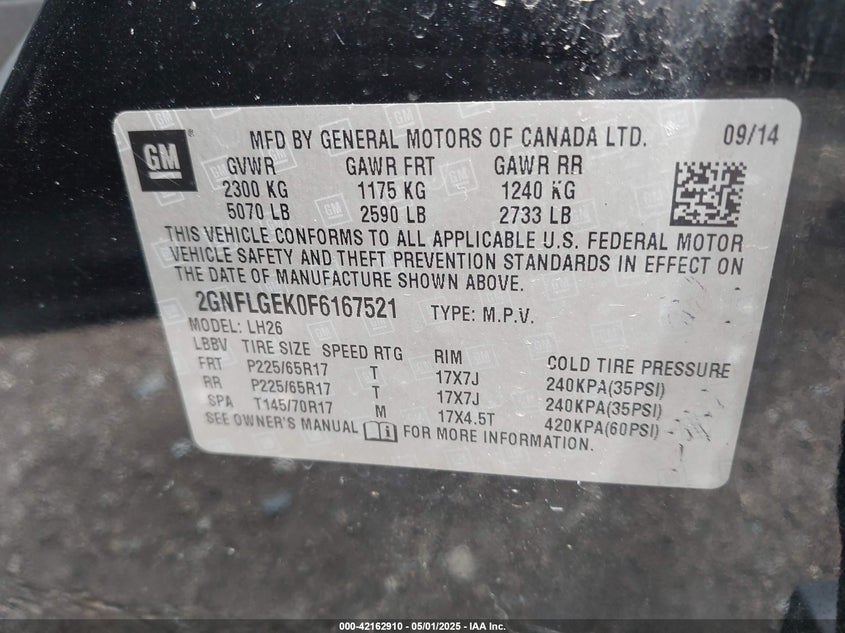 GM
MFD BY GENERAL MOTORS OF CANADA LTD. 09/14
GVWR GAWR FRT GAWR RR
2300 KG 1175 KG 1240 KG
5070 LB 2590 LB 2733 LB
THIS VEHICLE CONFORMS TO ALL APPLICABLE U.S. FEDERAL MOTOR
VEHICLE SAFETY AND THEFT PREVENTION STANDARDS IN EFFECT ON
THE DATE OF MANUFACTURE SHOWN ABOVE.
2GNFLGEK0F6167521 TYPE: M.P.V.
MODEL: LH26
LBBV TIRE SIZE SPEED RTG RIM COLD TIRE PRESSURE
FRT P225/65R17 T 17X7J 240KPA(35PSI)
RR P225/65R17 T 17X7J 240KPA(35PSI)
SPA T145/70R17 M 17X4.5T 420KPA(60PSI)
SEE OWNER'S MANUAL FOR MORE INFORMATION.
000-42162910 - 05/01/2025 - IAA Inc.